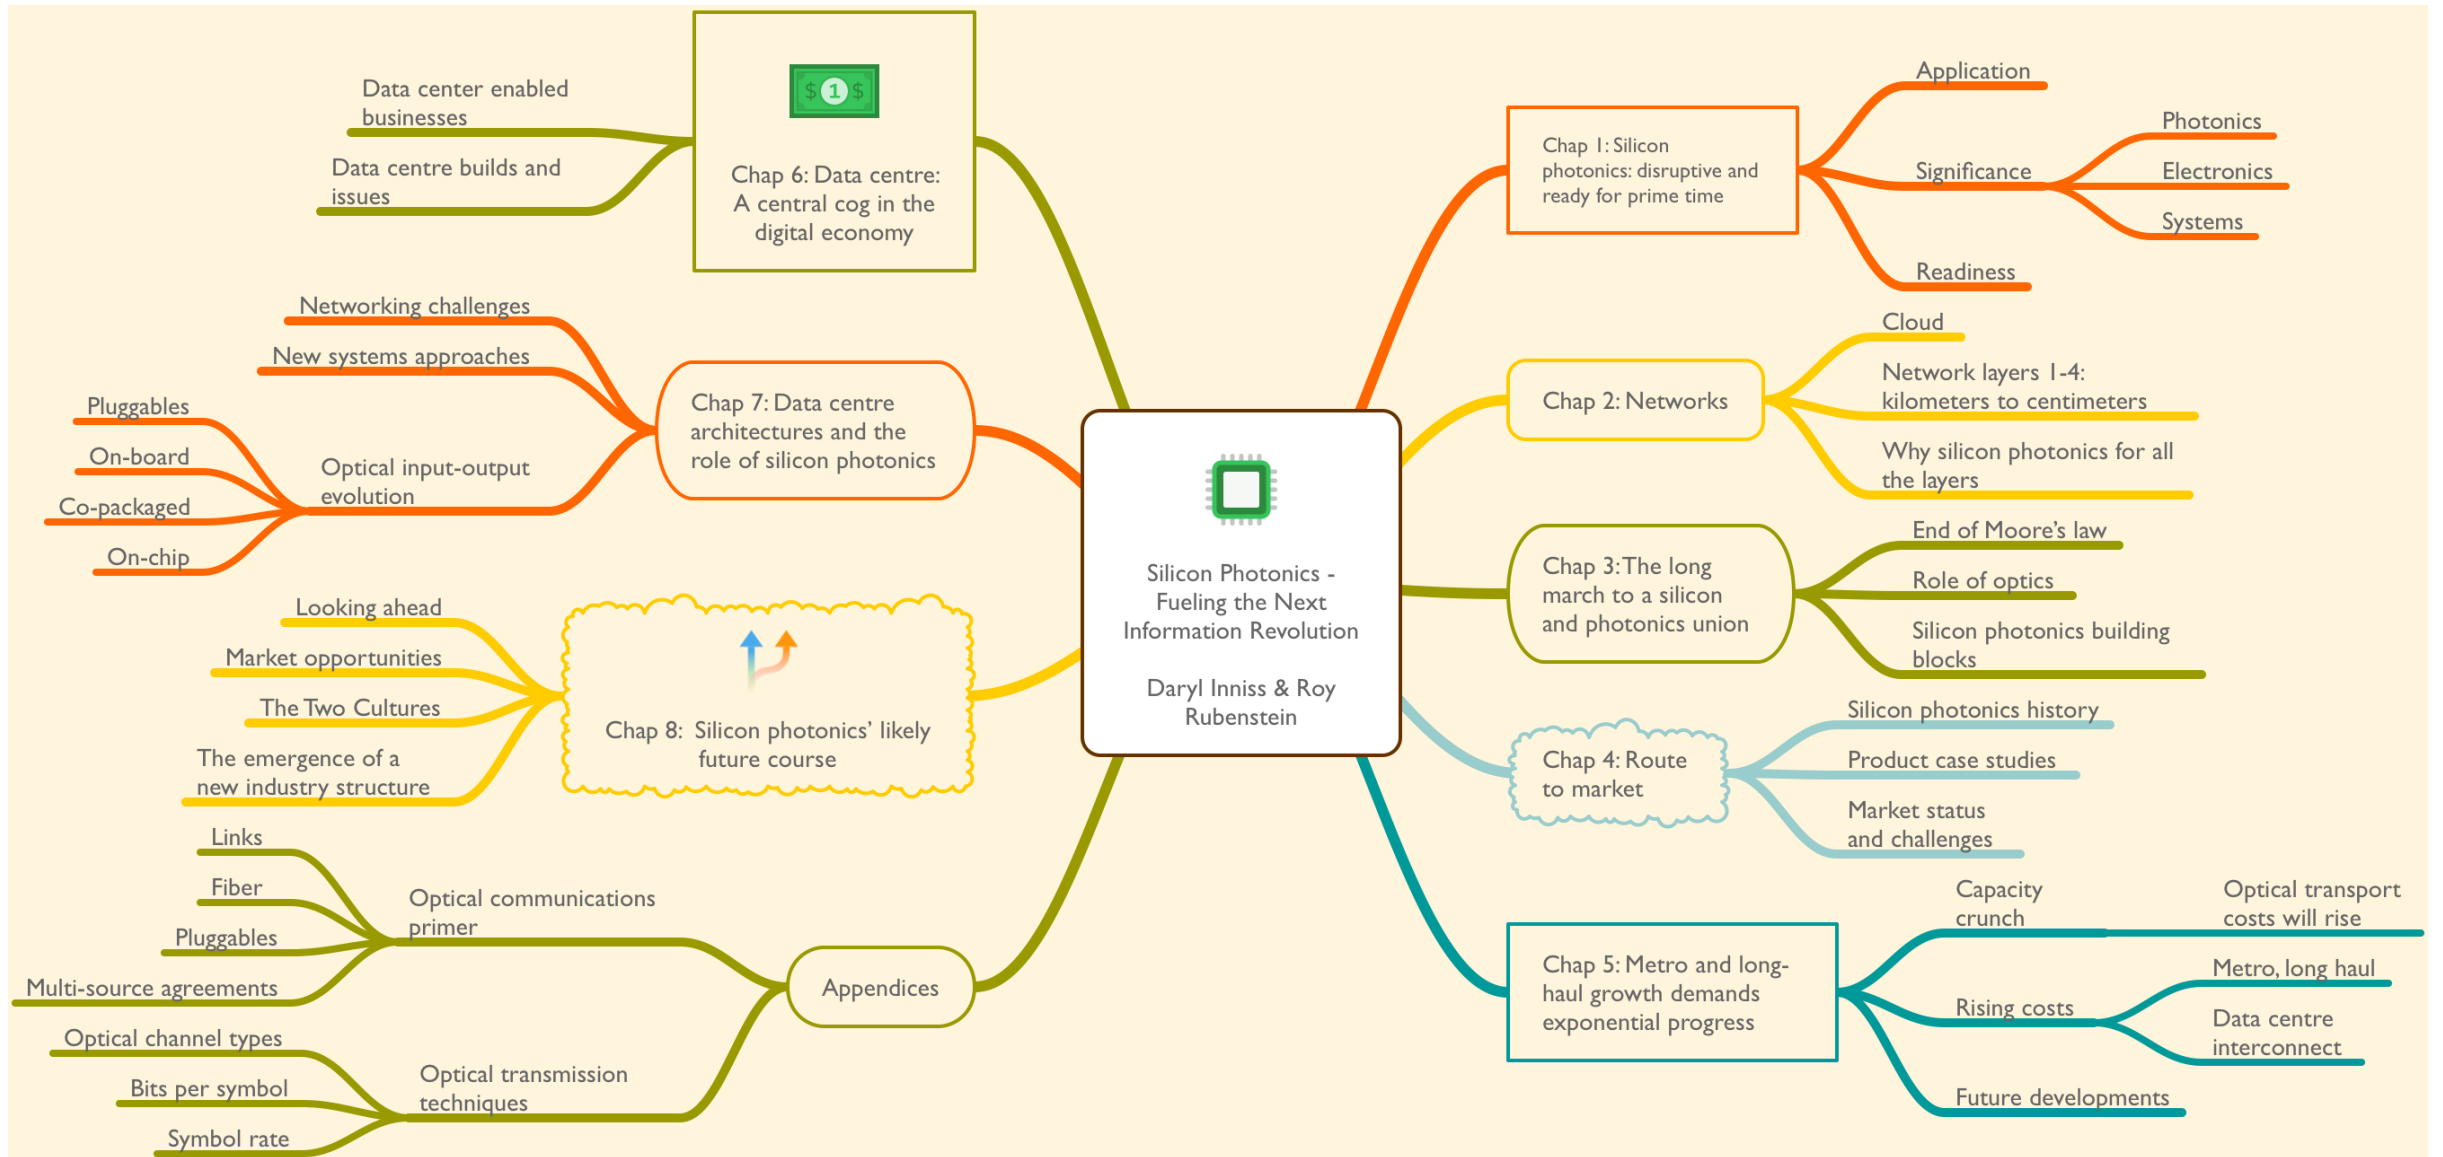 Silicon Photonics -
Fueling the Next
Information Revolution
Daryl Inniss & Roy
Rubenstein
Chap 1: Silicon
photonics: disruptive and
ready for prime time
Application
Significance
Photonics
Electronics
Systems
Readiness
Chap 2: Networks
Cloud
Network layers 1-4:
kilometers to centimeters
Why silicon photonics for all
the layers
Chap 3: The long
march to a silicon
and photonics union
End of Moore’s law
Role of optics
Silicon photonics building
blocks
Chap 4: Route
to market
Silicon photonics history
Product case studies
Market status
and challenges
Chap 5: Metro and long-
haul growth demands
exponential progress
Capacity
crunch
Optical transport
costs will rise
Rising costs
Metro, long haul
Data centre
interconnect
Future developments
$ 1 $
Chap 6: Data centre:
A central cog in the
digital economy
Data center enabled
businesses
Data centre builds and
issues
Chap 7: Data centre
architectures and the
role of silicon photonics
Networking challenges
New systems approaches
Optical input-output
evolution
Pluggables
On-board
Co-packaged
On-chip
Chap 8:  Silicon photonics’ likely
future course
Looking ahead
Market opportunities
The Two Cultures
The emergence of a
new industry structure
Appendices
Optical communications
primer
Links
Fiber
Pluggables
Multi-source agreements
Optical transmission
techniques
Optical channel types
Bits per symbol
Symbol rate